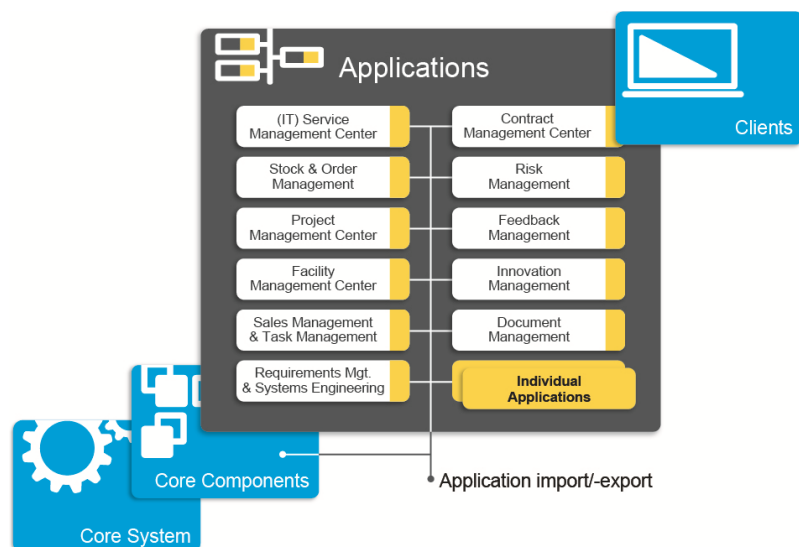 Applications
Clients
(IT) Service
Management Center
Contract
Management Center
Stock & Order
Management
Risk
Management
Project
Management Center
Feedback
Management
Facility
Management Center
Innovation
Management
Sales Management
& Task Management
Document
Management
Requirements Mgt.
& Systems Engineering
Individual
Applications
Core Components
Application import/-export
Core System